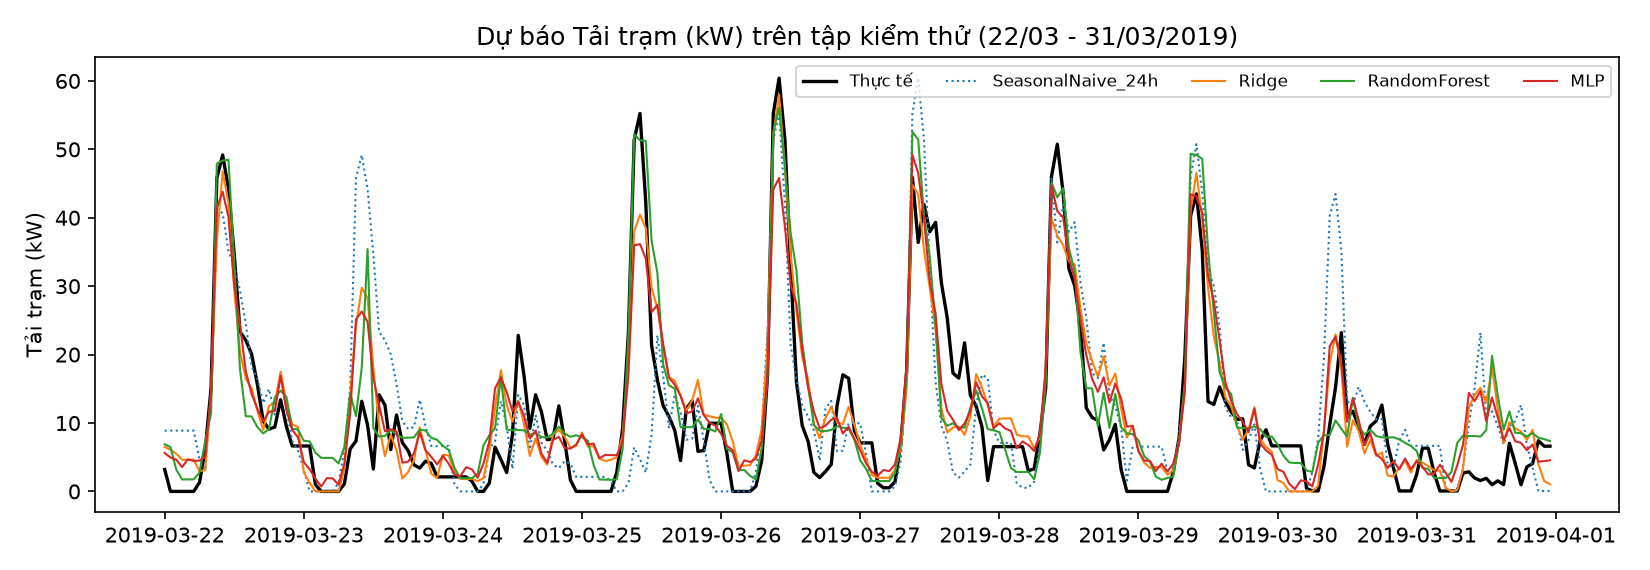 Dự báo Tải trạm (kW) trên tập kiểm thử (22/03 - 31/03/2019)
Thực tế SeasonalNaive_24h Ridge RandomForest MLP
Tải trạm (kW)
60
50
40
30
20
10
0
2019-03-22 2019-03-23 2019-03-24 2019-03-25 2019-03-26 2019-03-27 2019-03-28 2019-03-29 2019-03-30 2019-03-31 2019-04-01